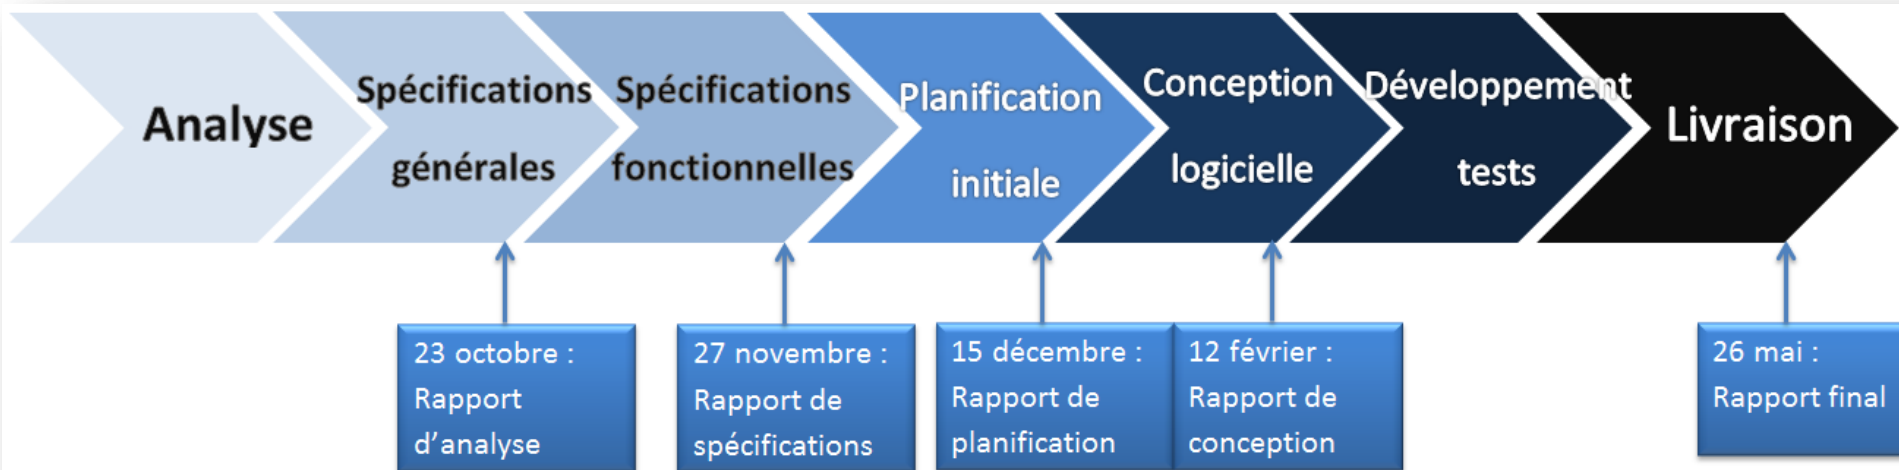 Analyse
Spécifications
générales
Spécifications
fonctionnelles
Planification
initiale
Conception
logicielle
Développement
tests
Livraison
23 octobre :
Rapport
d’analyse
27 novembre :
Rapport de
spécifications
15 décembre :
Rapport de
planification
12 février :
Rapport de
conception
26 mai :
Rapport final